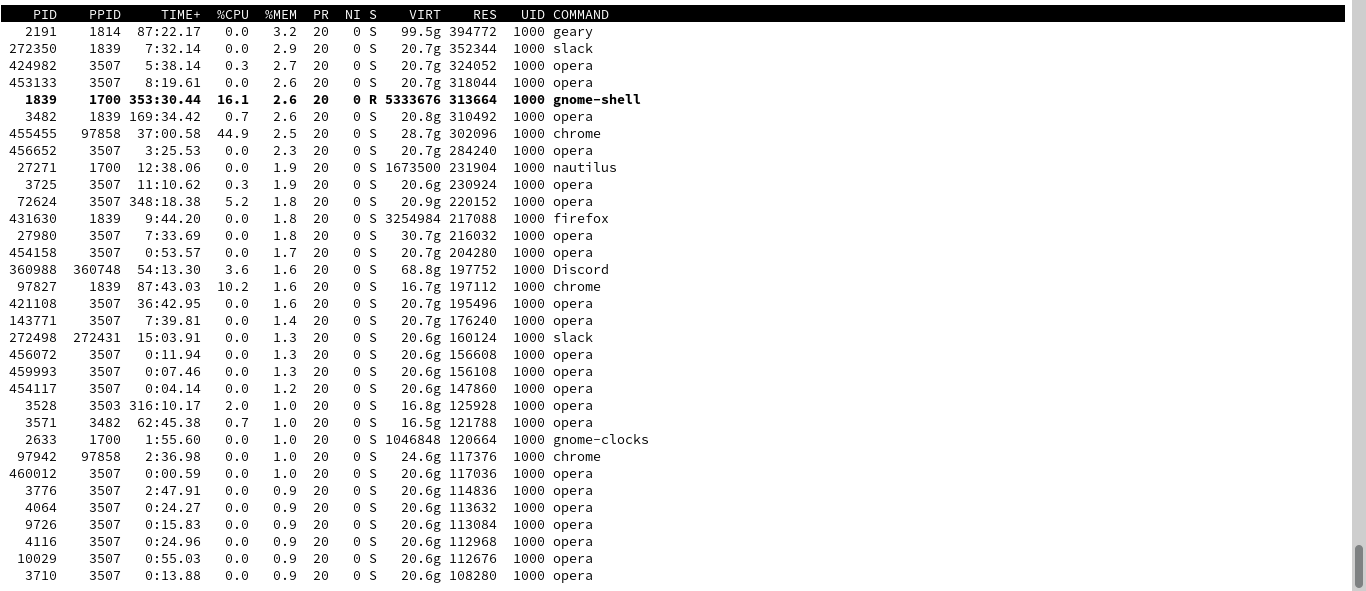 PID PPID TIME+ %CPU %MEM PR NI S VIRT RES UID COMMAND
2191 1814 87:22.17 0.0 3.2 20 0 S 99.5g 394772 1000 geary
272350 1839 7:32.14 0.0 2.9 20 0 S 20.7g 352344 1000 slack
424982 3507 5:38.14 0.3 2.7 20 0 S 20.7g 324052 1000 opera
453133 3507 8:19.61 0.0 2.6 20 0 S 20.7g 318044 1000 opera
1839 1700 353:30.44 16.1 2.6 20 0 R 5333676 313664 1000 gnome-shell
3482 1839 169:34.42 0.7 2.6 20 0 S 20.8g 310492 1000 opera
455455 97858 37:00.58 44.9 2.5 20 0 S 28.7g 302096 1000 chrome
456652 3507 3:25.53 0.0 2.3 20 0 S 20.7g 284240 1000 opera
27271 1700 12:38.06 0.0 1.9 20 0 S 1673500 231904 1000 nautilus
3725 3507 11:10.62 0.3 1.9 20 0 S 20.6g 230924 1000 opera
72624 3507 348:18.38 5.2 1.8 20 0 S 20.9g 220152 1000 opera
431630 1839 9:44.20 0.0 1.8 20 0 S 3254984 217088 1000 firefox
27980 3507 7:33.69 0.0 1.8 20 0 S 30.7g 216032 1000 opera
454158 3507 0:53.57 0.0 1.7 20 0 S 20.7g 204280 1000 opera
360988 360748 54:13.30 3.6 1.6 20 0 S 68.8g 197752 1000 Discord
97827 1839 87:43.03 10.2 1.6 20 0 S 16.7g 197112 1000 chrome
421108 3507 36:42.95 0.0 1.6 20 0 S 20.7g 195496 1000 opera
143771 3507 7:39.81 0.0 1.4 20 0 S 20.7g 176240 1000 opera
272498 272431 15:03.91 0.0 1.3 20 0 S 20.6g 160124 1000 slack
456072 3507 0:11.94 0.0 1.3 20 0 S 20.6g 156608 1000 opera
459993 3507 0:07.46 0.0 1.3 20 0 S 20.6g 156108 1000 opera
454117 3507 0:04.14 0.0 1.2 20 0 S 20.6g 147860 1000 opera
3528 3503 316:10.17 2.0 1.0 20 0 S 16.8g 125928 1000 opera
3571 3482 62:45.38 0.7 1.0 20 0 S 16.5g 121788 1000 opera
2633 1700 1:55.60 0.0 1.0 20 0 S 1046848 120664 1000 gnome-clocks
97942 97858 2:36.98 0.0 1.0 20 0 S 24.6g 117376 1000 chrome
460012 3507 0:00.59 0.0 1.0 20 0 S 20.6g 117036 1000 opera
3776 3507 2:47.91 0.0 0.9 20 0 S 20.6g 114836 1000 opera
4064 3507 0:24.27 0.0 0.9 20 0 S 20.6g 113632 1000 opera
9726 3507 0:15.83 0.0 0.9 20 0 S 20.6g 113084 1000 opera
4116 3507 0:24.96 0.0 0.9 20 0 S 20.6g 112968 1000 opera
10029 3507 0:55.03 0.0 0.9 20 0 S 20.6g 112676 1000 opera
3710 3507 0:13.88 0.0 0.9 20 0 S 20.6g 108280 1000 opera